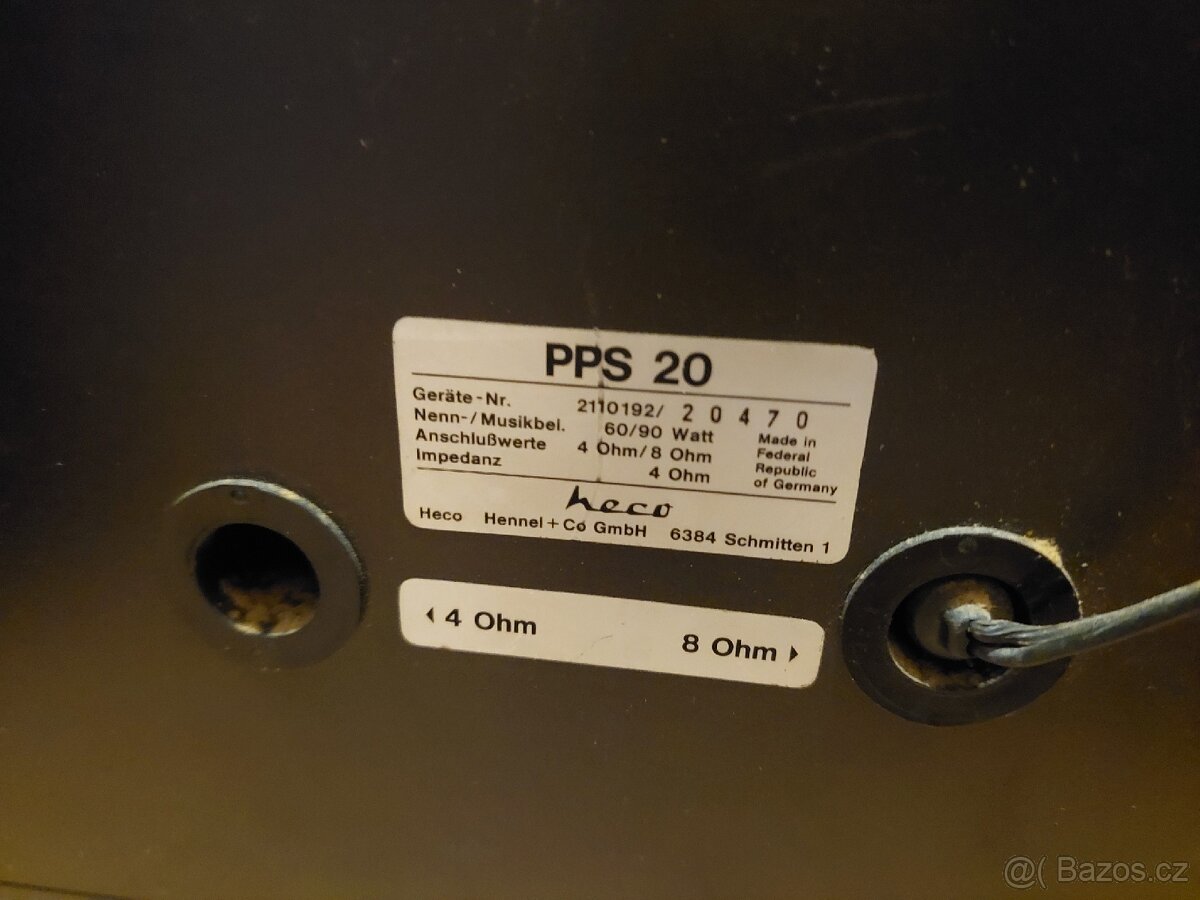 PPS 20
Geräte-Nr. 2110192/ 20470
Nenn-/Musikbel. 60/90 Watt
Anschlußwerte 4 Ohm/8 Ohm
Impedanz 4 Ohm
Made in
Federal
Republic
of Germany
heco
Heco Hennel+Co GmbH 6384 Schmitten 1
4 Ohm
8 Ohm
@( Bazos.cz